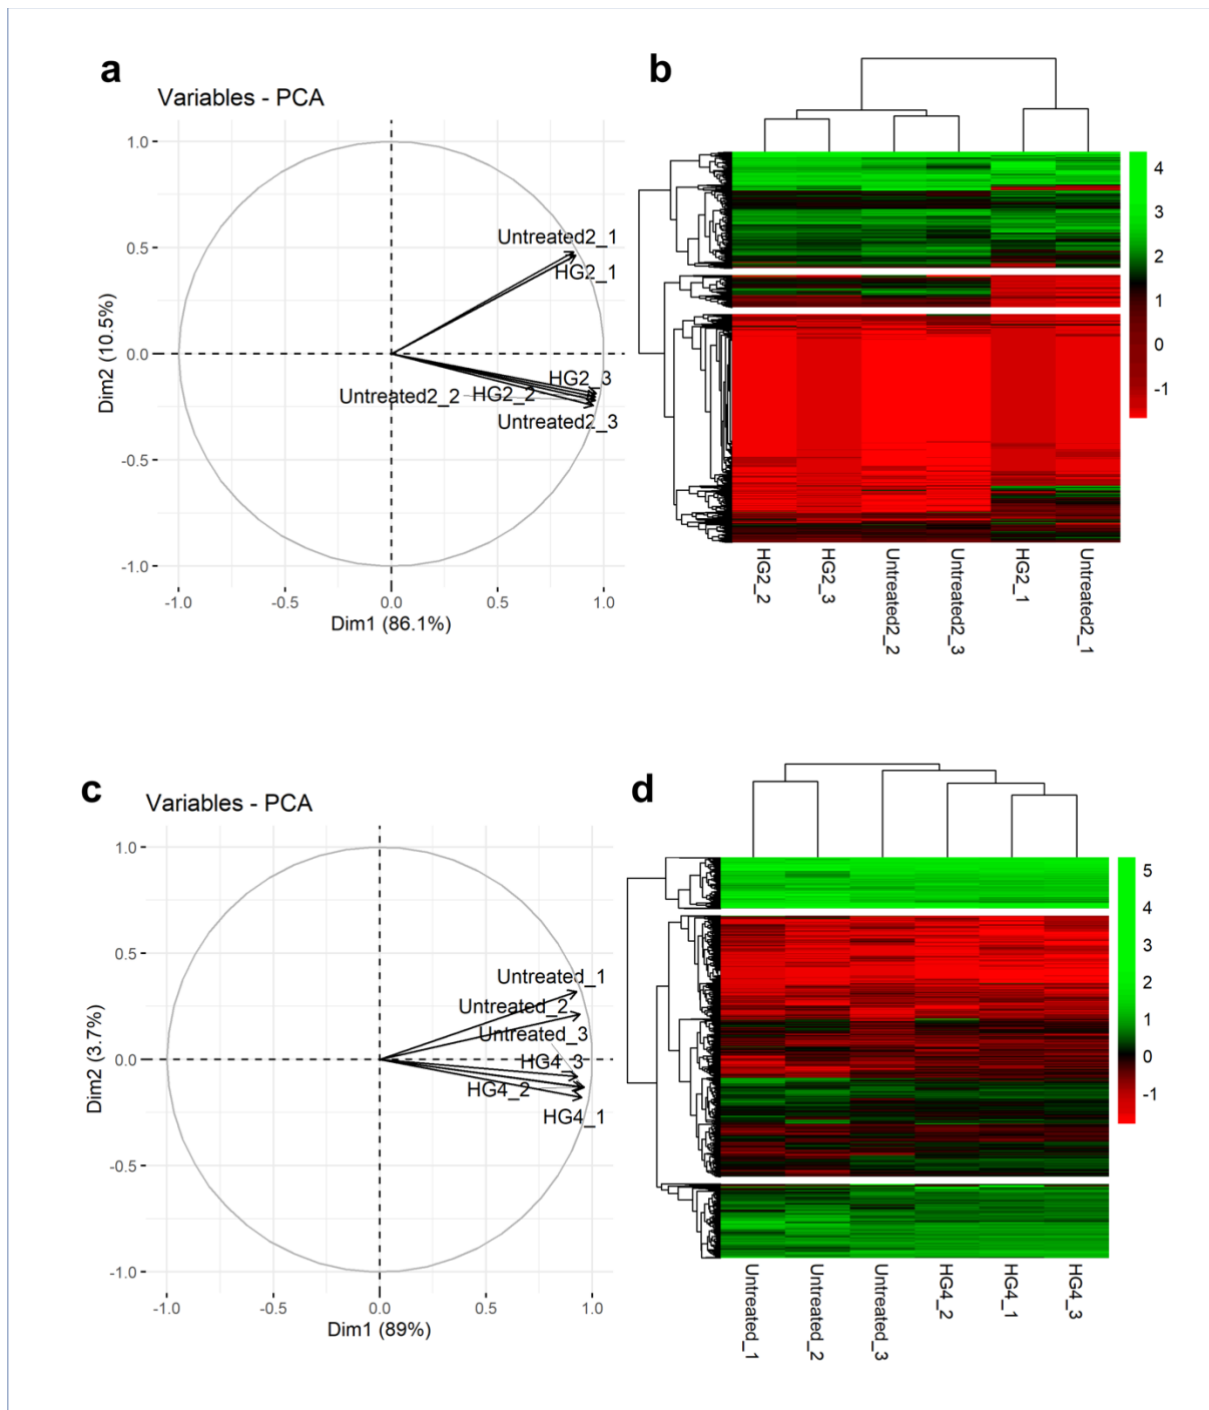 a
Variables - PCA
1.0
0.5
0.0
-0.5
-1.0
Dim2 (10.5%)
Untreated2_1
HG2_1
HG2_3
Untreated2_2
HG2_2
Untreated2_3
-1.0
-0.5
0.0
0.5
1.0
Dim1 (86.1%)
b
4
3
2
1
0
-1
HG2_2
HG2_3
Untreated2_2
Untreated2_3
HG2_1
Untreated2_1
c
Variables - PCA
1.0
0.5
0.0
-0.5
-1.0
Dim2 (3.7%)
Untreated_1
Untreated_2
Untreated_3
HG4_3
HG4_2
HG4_1
-1.0
-0.5
0.0
0.5
1.0
Dim1 (89%)
d
5
4
3
2
1
0
-1
Untreated_1
Untreated_2
Untreated_3
HG4_2
HG4_1
HG4_3